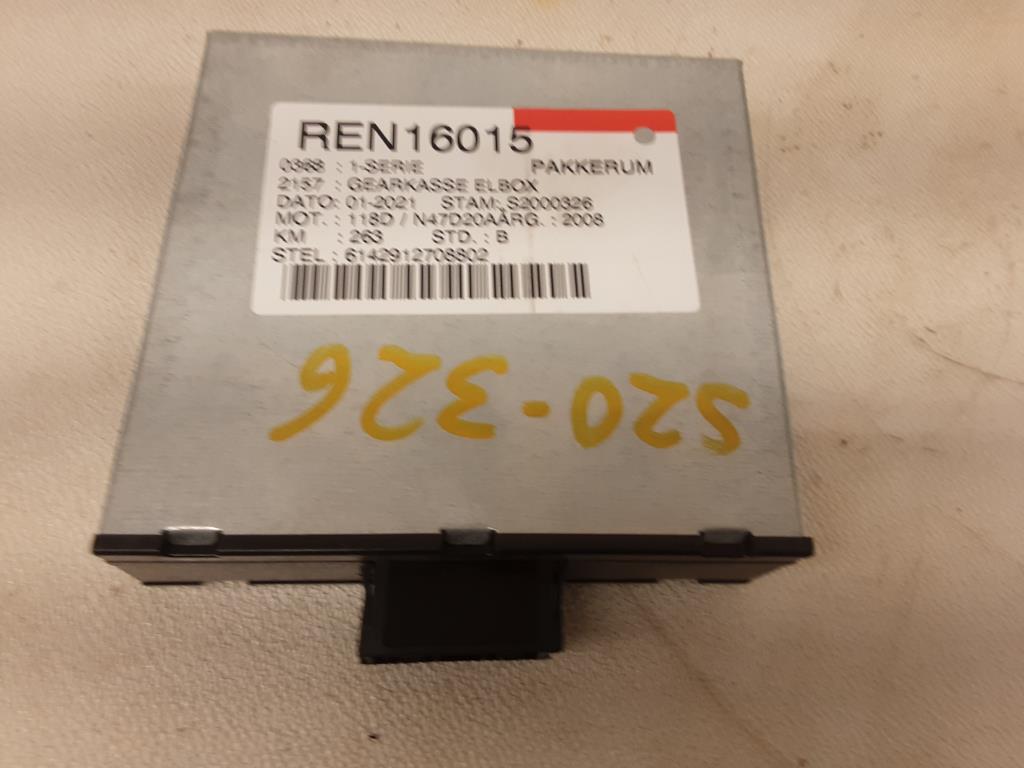 REN16015
0368 : 1-SERIE PAKKERUM
2157 : GEARKASSE ELBOX
DATO: 01-2021 STAM: S2000326
MOT. : 118D / N47D20AÅRG. : 2008
KM : 263 STD. : B
STEL : 6142912708802
S20-326